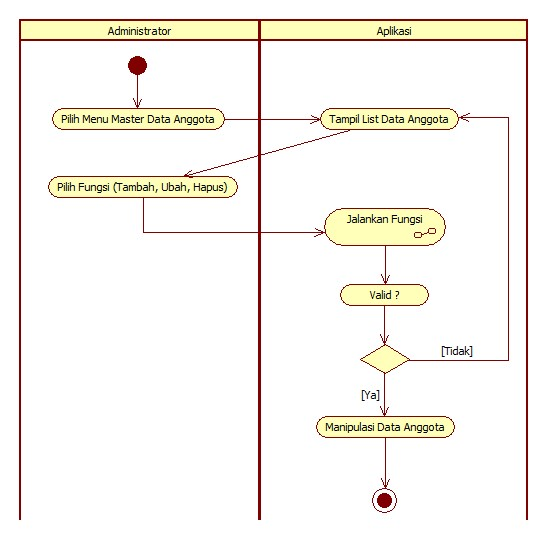 Administrator
Aplikasi
Pilih Menu Master Data Anggota
Tampil List Data Anggota
Pilih Fungsi (Tambah, Ubah, Hapus)
Jalankan Fungsi
Valid ?
[Tidak]
[Ya]
Manipulasi Data Anggota